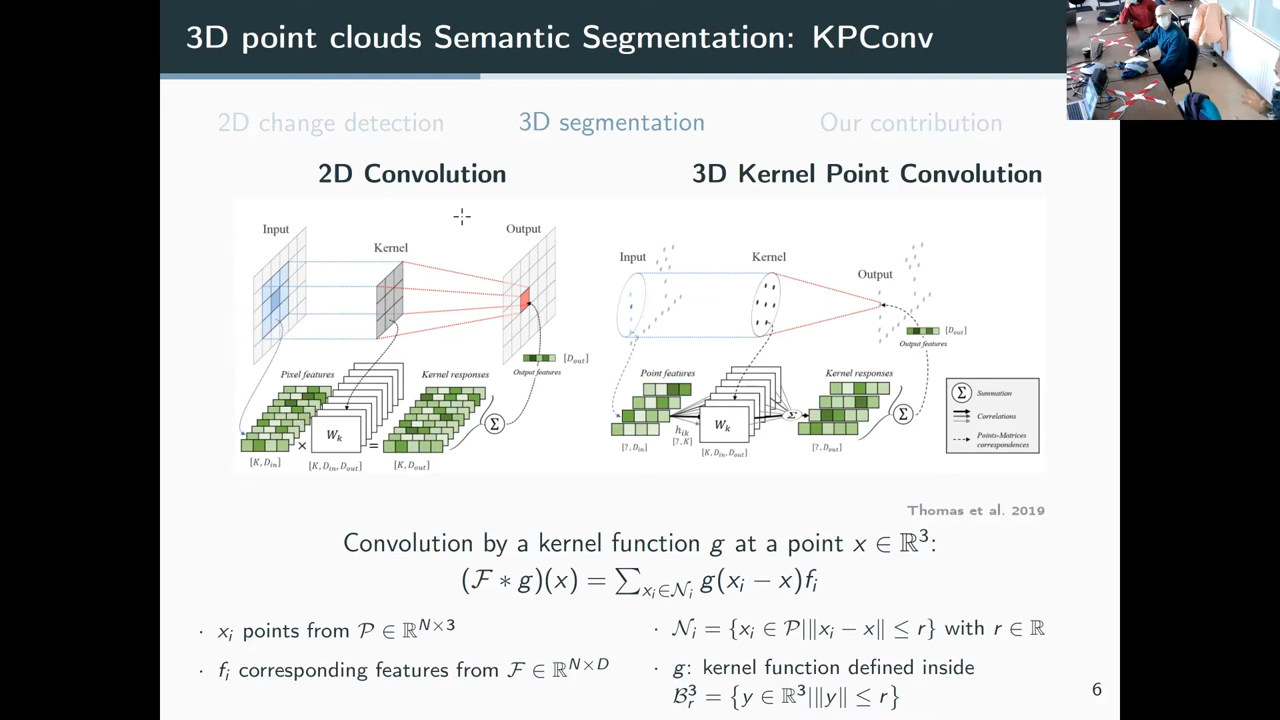 3D point clouds Semantic Segmentation: KPConv
2D change detection
3D segmentation
Our contribution
2D Convolution
3D Kernel Point Convolution
Input
Kernel
Output
[D_out]
Output features
Pixel features
Kernel responses
W_k
×
=
Σ
[K, D_in]
[K, D_in, D_out]
[K, D_out]
Input
Kernel
Output
[D_out]
Output features
Point features
Kernel responses
h_ik
[?, K]
W_k
Σ
Σ
[?, D_in]
[K, D_in, D_out]
[?, D_out]
Σ Summation
Correlations
Points-Matrices
correspondences
Thomas et al. 2019
Convolution by a kernel function g at a point x ∈ ℝ³:
(ℱ ∗ g)(x) = ∑_{x_i∈𝒩_i} g(x_i − x)f_i
· x_i points from 𝒫 ∈ ℝ^{N×3}
· f_i corresponding features from ℱ ∈ ℝ^{N×D}
· 𝒩_i = {x_i ∈ 𝒫|‖x_i − x‖ ≤ r} with r ∈ ℝ
· g: kernel function defined inside
ℬ_r^3 = {y ∈ ℝ³|‖y‖ ≤ r}
6